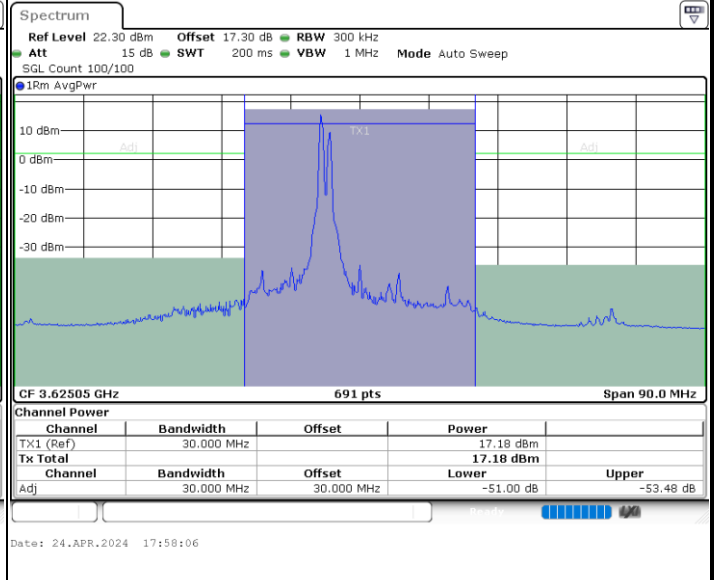 Spectrum
Ref Level 22.30 dBm Offset 17.30 dB RBW 300 kHz
Att 15 dB SWT 200 ms VBW 1 MHz Mode Auto Sweep
SGL Count 100/100
1Rm AvgPwr
10 dBm
TX1
Adj
Adj
0 dBm
-10 dBm
-20 dBm
-30 dBm
CF 3.62505 GHz 691 pts Span 90.0 MHz
Channel Power
Channel Bandwidth Offset Power
TX1 (Ref) 30.000 MHz 17.18 dBm
Tx Total 17.18 dBm
Channel Bandwidth Offset Lower Upper
Adj 30.000 MHz 30.000 MHz -51.00 dB -53.48 dB
Ready
Date: 24.APR.2024 17:58:06